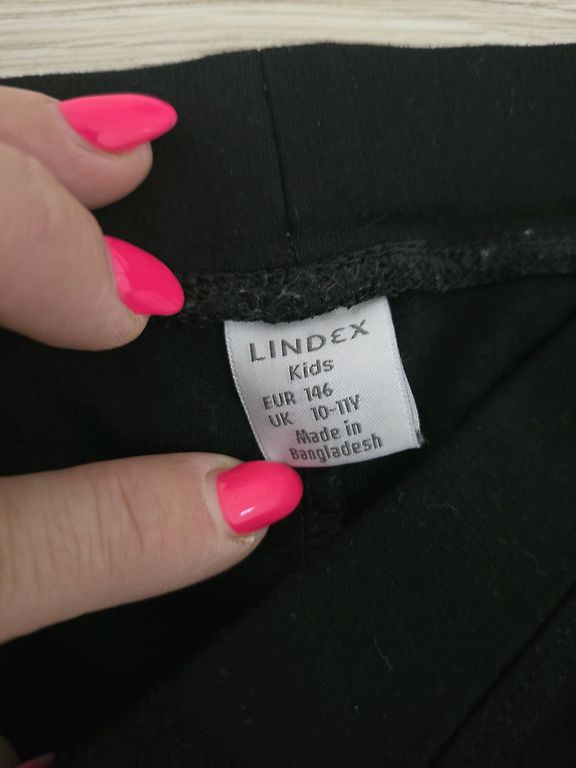 LINDEX
Kids
EUR 146
UK 10-11Y
Made in
Bangladesh